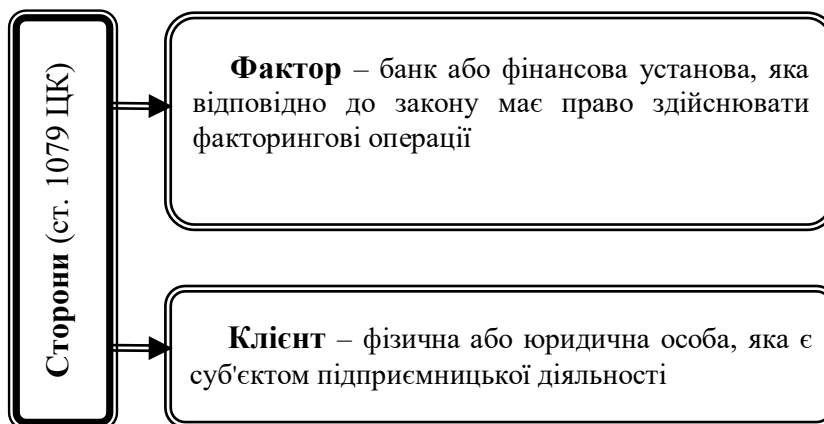 Сторони (ст. 1079 ЦК)
Фактор – банк або фінансова установа, яка
відповідно до закону має право здійснювати
факторингові операції
Клієнт – фізична або юридична особа, яка є
суб'єктом підприємницької діяльності